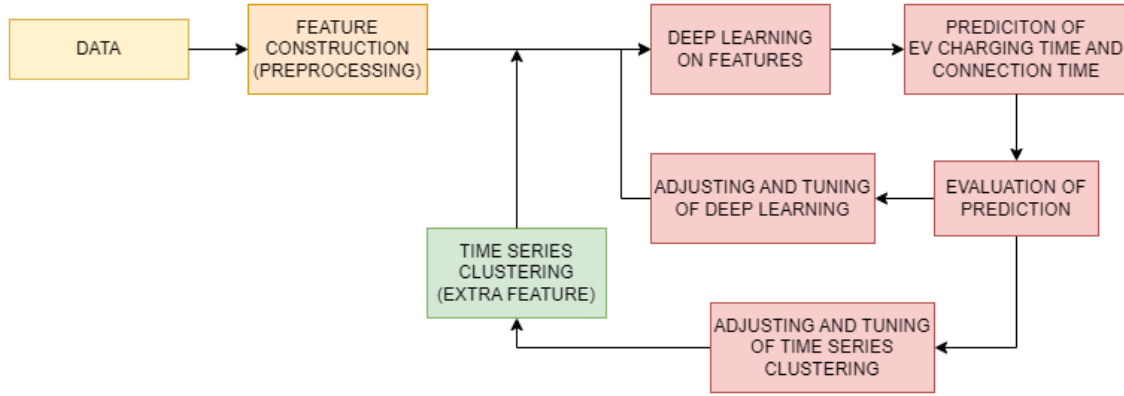 DATA
FEATURE
CONSTRUCTION
(PREPROCESSING)
DEEP LEARNING
ON FEATURES
PREDICITON OF
EV CHARGING TIME AND
CONNECTION TIME
ADJUSTING AND TUNING
OF DEEP LEARNING
EVALUATION OF
PREDICTION
TIME SERIES
CLUSTERING
(EXTRA FEATURE)
ADJUSTING AND TUNING
OF TIME SERIES
CLUSTERING